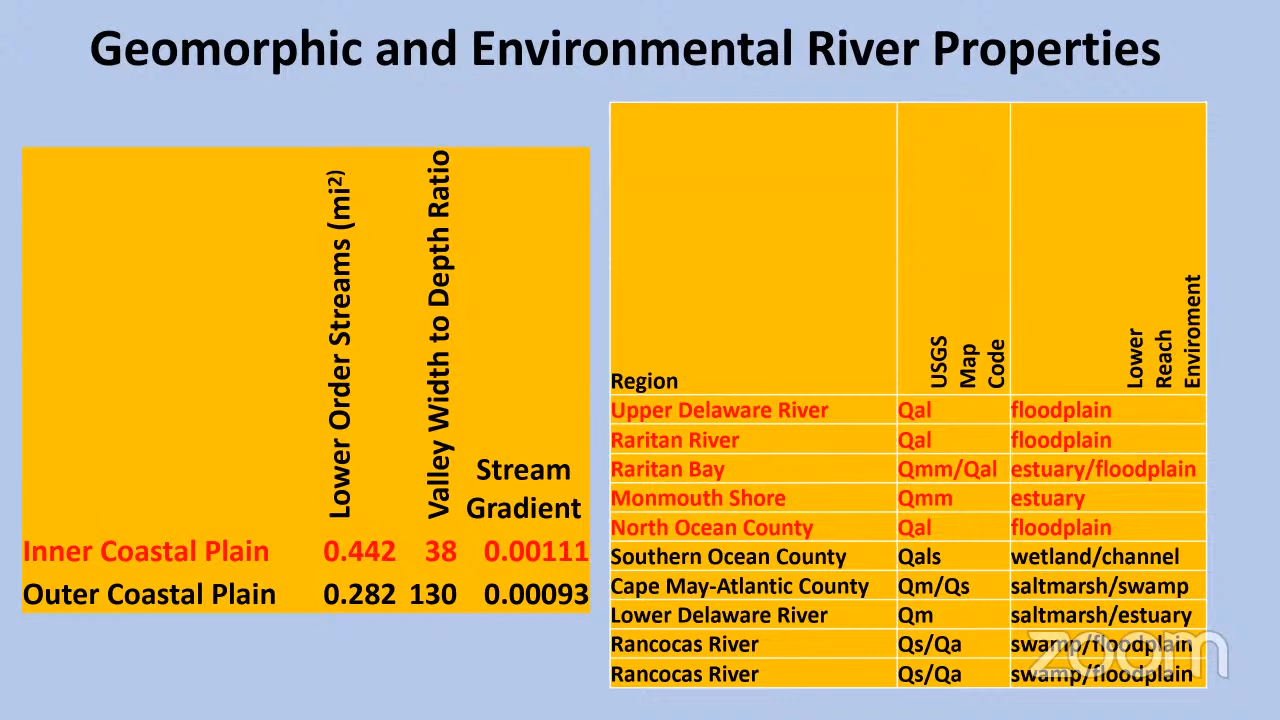 Geomorphic and Environmental River Properties
Lower Order Streams (mi²)
Valley Width to Depth Ratio
Stream
Gradient
Inner Coastal Plain 0.442 38 0.00111
Outer Coastal Plain 0.282 130 0.00093
Region
USGS
Map
Code
Lower
Reach
Enviroment
Upper Delaware River Qal floodplain
Raritan River Qal floodplain
Raritan Bay Qmm/Qal estuary/floodplain
Monmouth Shore Qmm estuary
North Ocean County Qal floodplain
Southern Ocean County Qals wetland/channel
Cape May-Atlantic County Qm/Qs saltmarsh/swamp
Lower Delaware River Qm saltmarsh/estuary
Rancocas River Qs/Qa swamp/floodplain
Rancocas River Qs/Qa swamp/floodplain
zoom